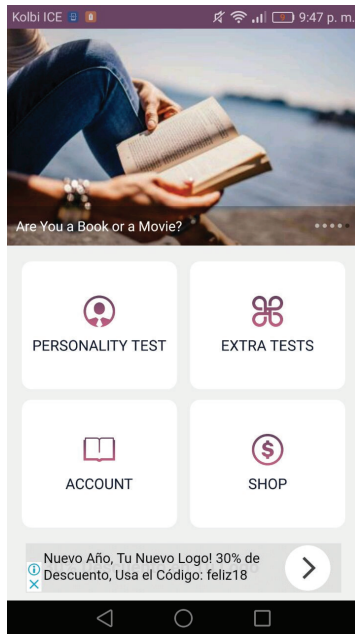 Kolbi ICE 9:47 p. m.
Are You a Book or a Movie?
PERSONALITY TEST
EXTRA TESTS
ACCOUNT
SHOP
Nuevo Año, Tu Nuevo Logo! 30% de
Descuento, Usa el Código: feliz18